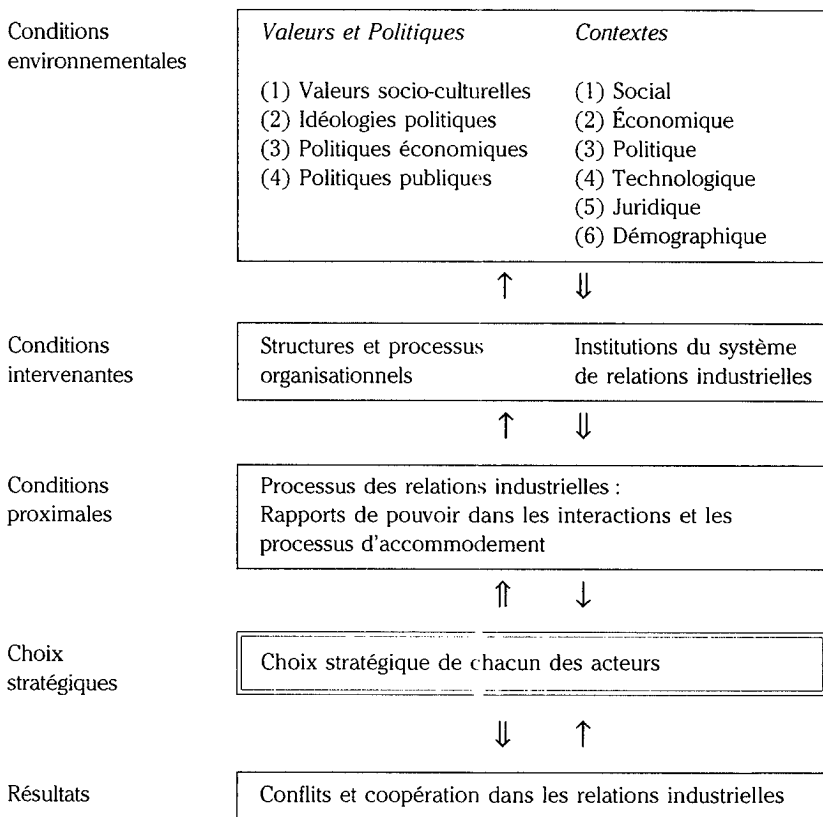 Conditions
environnementales
Valeurs et Politiques
(1) Valeurs socio-culturelles
(2) Idéologies politiques
(3) Politiques économiques
(4) Politiques publiques
Contextes
(1) Social
(2) Économique
(3) Politique
(4) Technologique
(5) Juridique
(6) Démographique
↑ ⇓
Conditions
intervenantes
Structures et processus
organisationnels
Institutions du système
de relations industrielles
↑ ⇓
Conditions
proximales
Processus des relations industrielles :
Rapports de pouvoir dans les interactions et les
processus d'accommodement
⇑ ↓
Choix
stratégiques
Choix stratégique de chacun des acteurs
⇓ ↑
Résultats
Conflits et coopération dans les relations industrielles